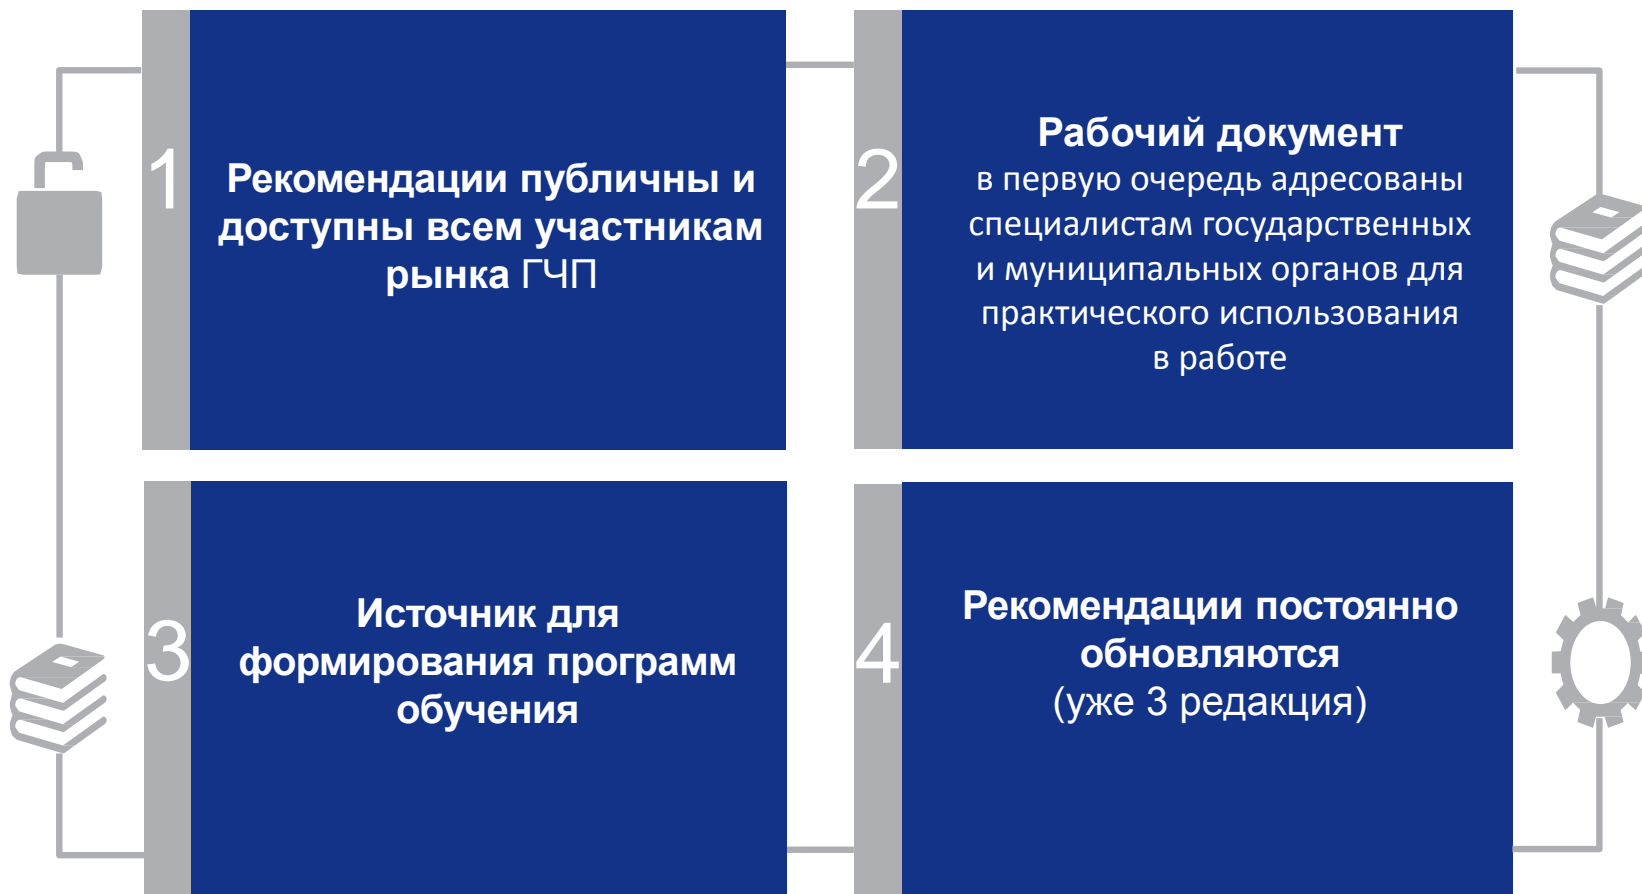 1
Рекомендации публичны и
доступны всем участникам
рынка ГЧП
2
Рабочий документ
в первую очередь адресованы
специалистам государственных
и муниципальных органов для
практического использования
в работе
3
Источник для
формирования программ
обучения
4
Рекомендации постоянно
обновляются
(уже 3 редакция)